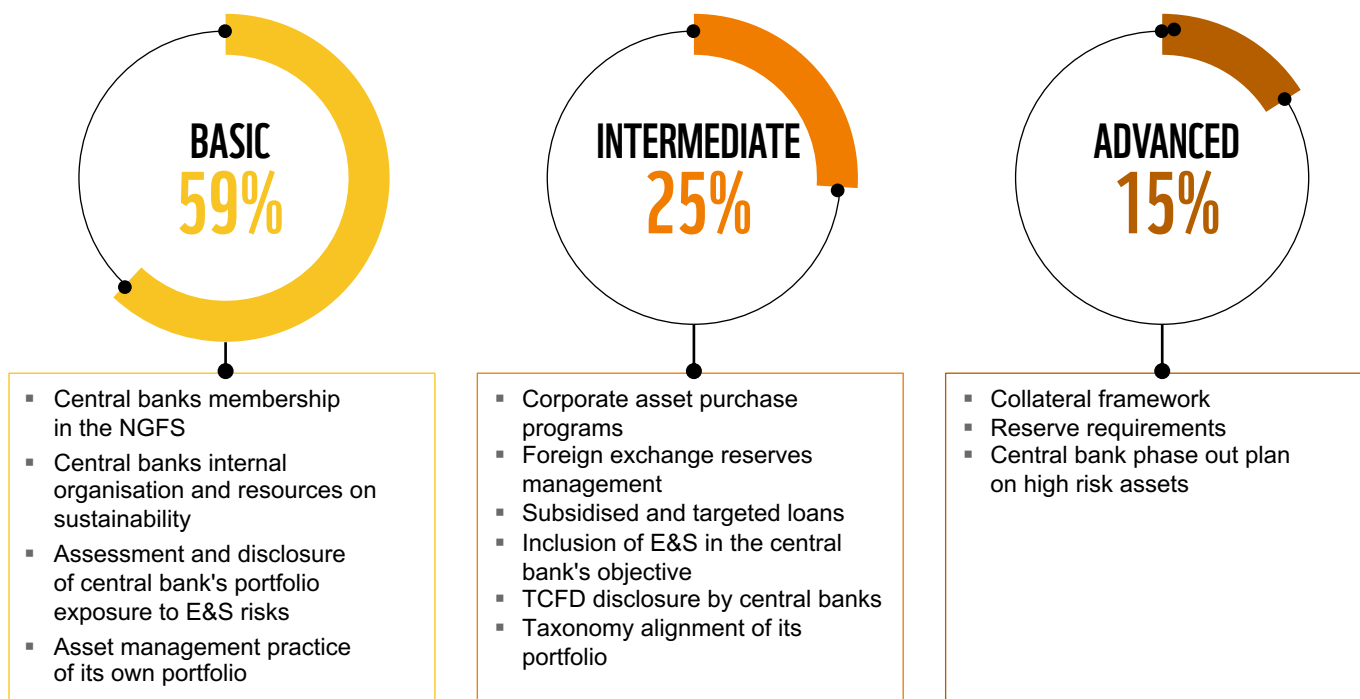 BASIC
59%
Central banks membership
in the NGFS
Central banks internal
organisation and resources on
sustainability
Assessment and disclosure
of central bank's portfolio
exposure to E&S risks
Asset management practice
of its own portfolio
INTERMEDIATE
25%
Corporate asset purchase
programs
Foreign exchange reserves
management
Subsidised and targeted loans
Inclusion of E&S in the central
bank's objective
TCFD disclosure by central banks
Taxonomy alignment of its
portfolio
ADVANCED
15%
Collateral framework
Reserve requirements
Central bank phase out plan
on high risk assets